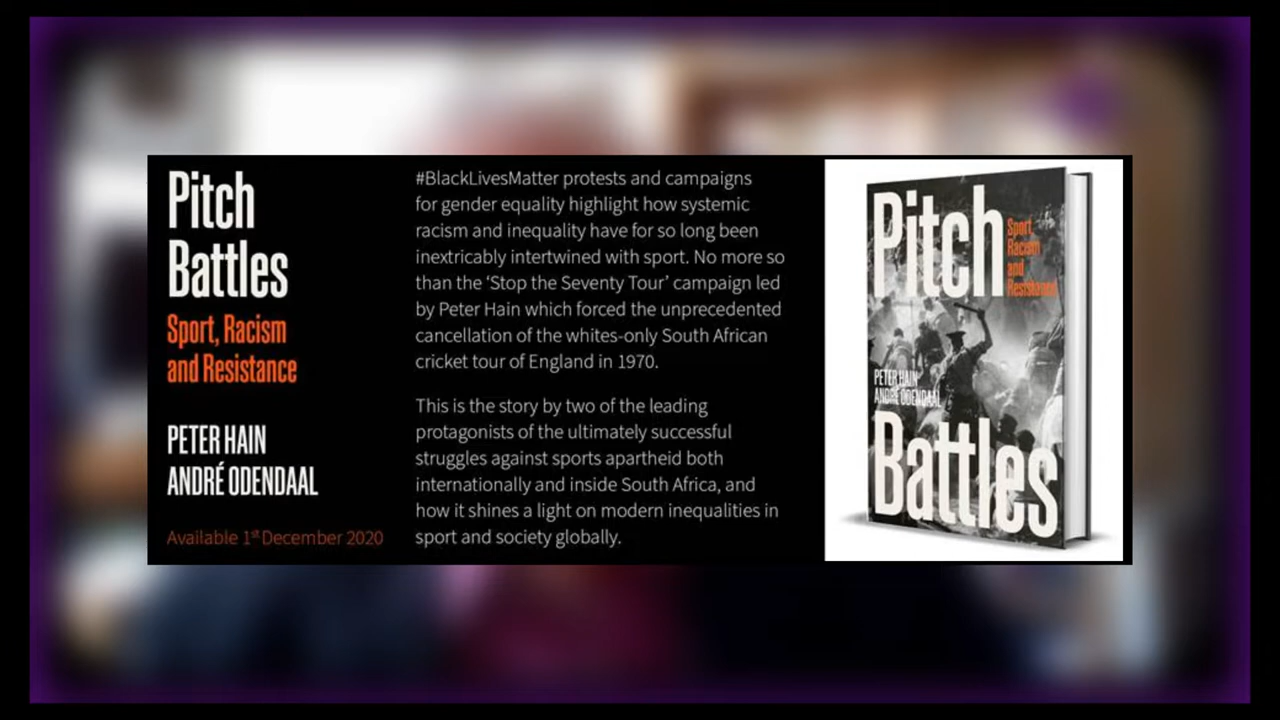 Pitch
Battles
Sport, Racism
and Resistance
PETER HAIN
ANDRÉ ODENDAAL
Available 1st December 2020
#BlackLivesMatter protests and campaigns
for gender equality highlight how systemic
racism and inequality have for so long been
inextricably intertwined with sport. No more so
than the ‘Stop the Seventy Tour’ campaign led
by Peter Hain which forced the unprecedented
cancellation of the whites-only South African
cricket tour of England in 1970.
This is the story by two of the leading
protagonists of the ultimately successful
struggles against sports apartheid both
internationally and inside South Africa, and
how it shines a light on modern inequalities in
sport and society globally.
Pitch
Sport,
Racism
and
Resistance
PETER HAIN
ANDRÉ ODENDAAL
Battles